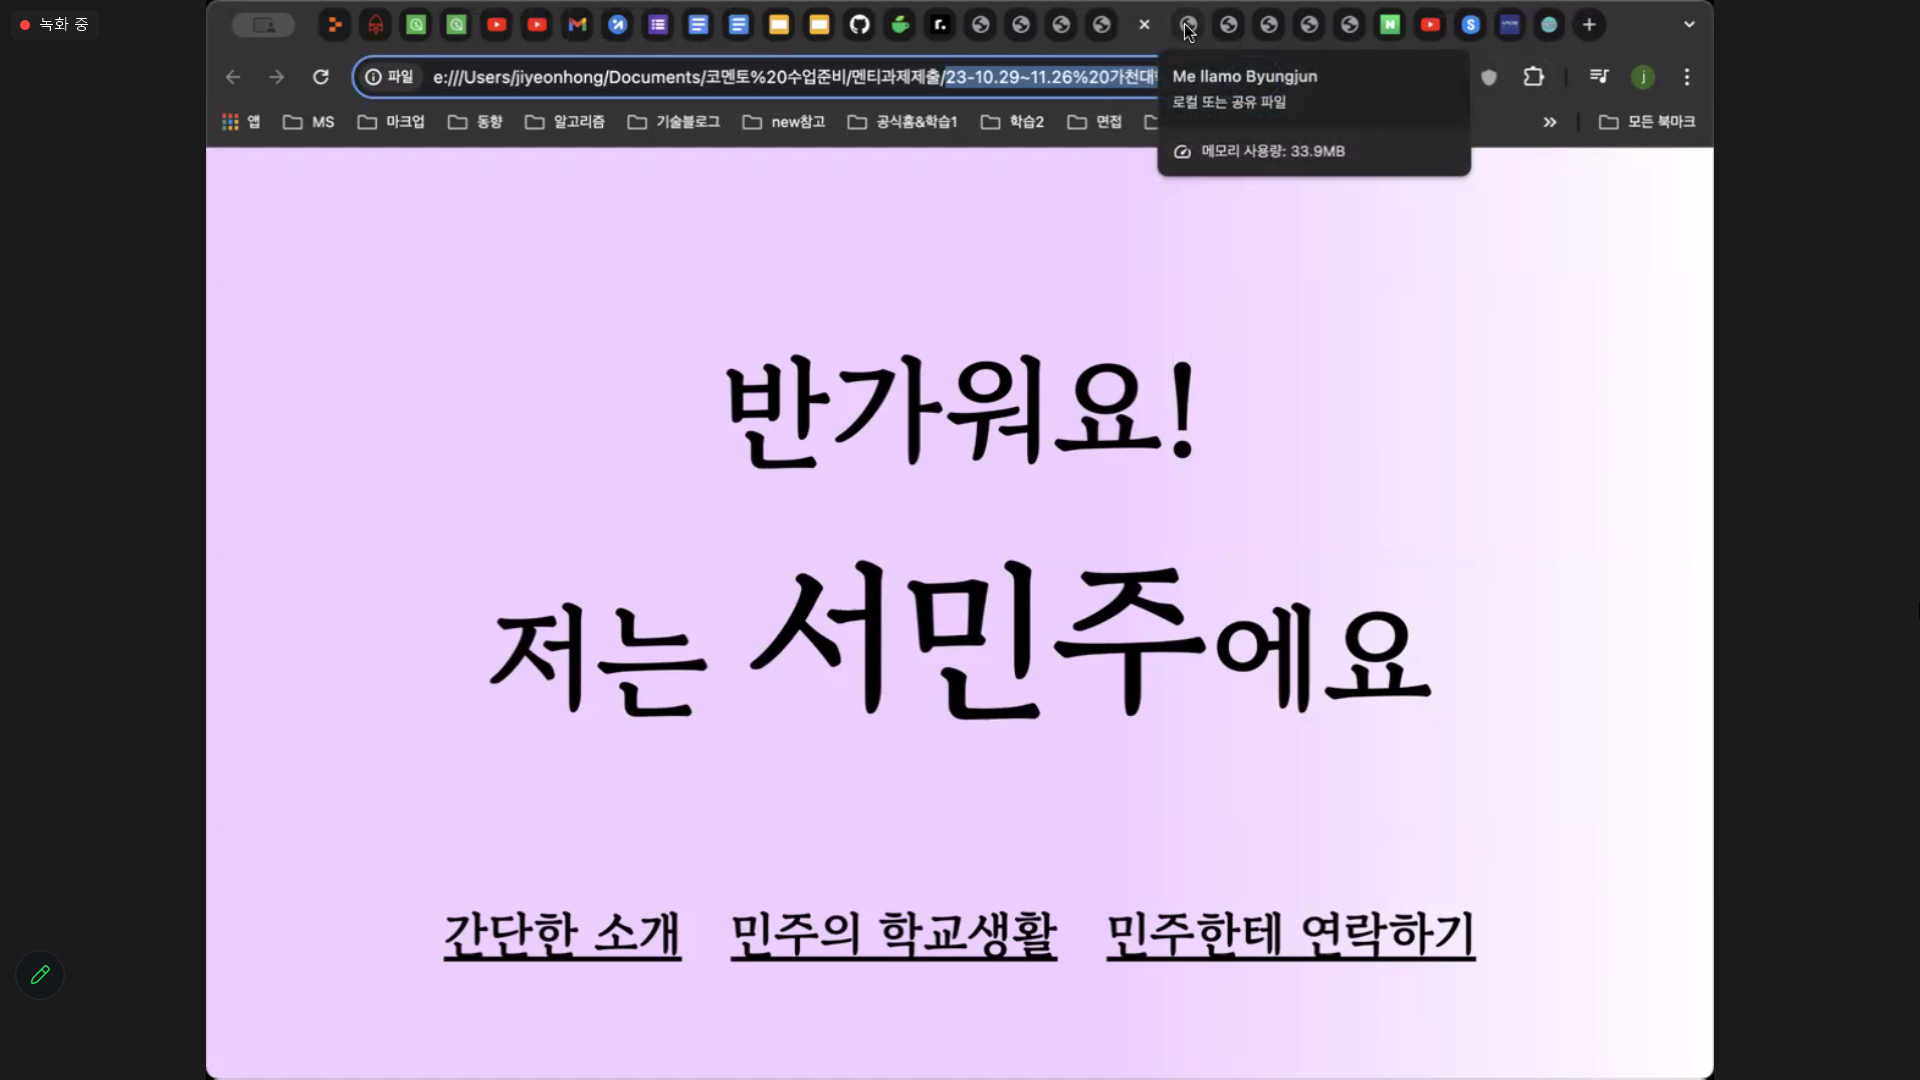 녹화 중
파일
e:///Users/jiyeonhong/Documents/코멘토%20수업준비/멘티과제제출/23-10.29~11.26%20가천대
Me llamo Byungjun
로컬 또는 공유 파일
메모리 사용량: 33.9MB
j
앱
MS
마크업
동향
알고리즘
기술블로그
new참고
공식홈&학습1
학습2
면접
모든 북마크
반가워요!
저는 서민주에요
간단한 소개
민주의 학교생활
민주한테 연락하기